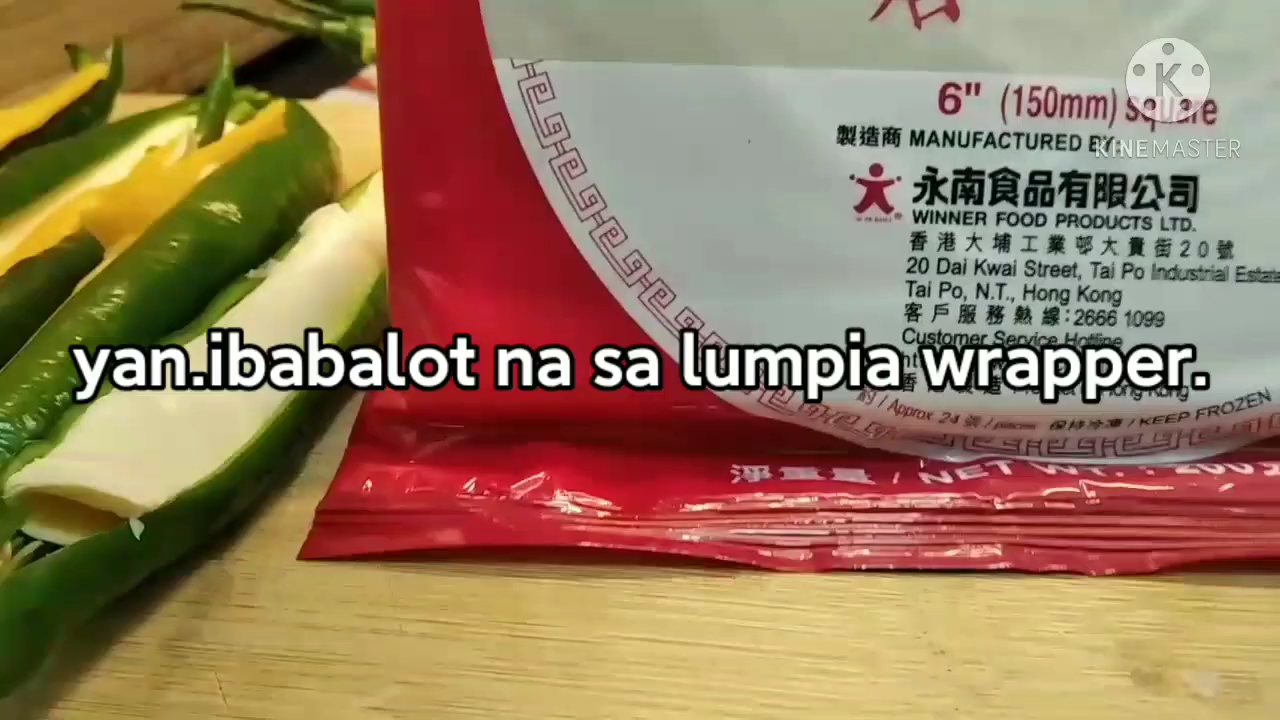 6" (150mm) square
製造商 MANUFACTURED BY
永南食品有限公司
WINNER FOOD PRODUCTS LTD.
香港大埔工業邨大貴街20號
20 Dai Kwai Street, Tai Po Industrial Estate
Tai Po, N.T., Hong Kong
客戶服務熱線:2666 1099
Customer Service Hotline
yan.ibabalot na sa lumpia wrapper.
約 / Approx 24 張 / pieces 保持冷凍 / KEEP FROZEN
淨重量 / NET WT. : 200g
K
KINEMASTER